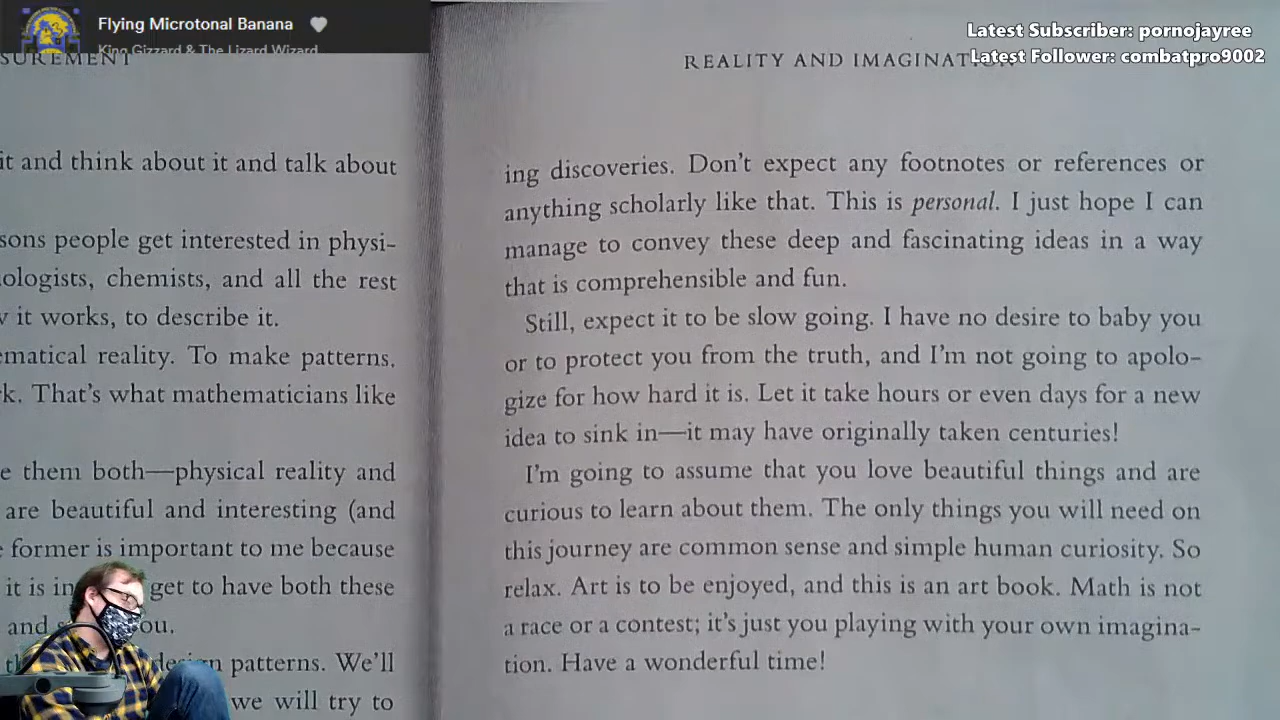 Flying Microtonal Banana
King Gizzard & The Lizard Wizard
Latest Subscriber: pornojayree
Latest Follower: combatpro9002
SUREMENT
it and think about it and talk about
sons people get interested in physi-
ologists, chemists, and all the rest
it works, to describe it.
ematical reality. To make patterns,
k. That's what mathematicians like
e them both—physical reality and
are beautiful and interesting (and
former is important to me because
it is in get to have both these
and you.
design patterns. We'll
we will try to
REALITY AND IMAGINAT
ing discoveries. Don't expect any footnotes or references or
anything scholarly like that. This is personal. I just hope I can
manage to convey these deep and fascinating ideas in a way
that is comprehensible and fun.
Still, expect it to be slow going. I have no desire to baby you
or to protect you from the truth, and I'm not going to apolo-
gize for how hard it is. Let it take hours or even days for a new
idea to sink in—it may have originally taken centuries!
I'm going to assume that you love beautiful things and are
curious to learn about them. The only things you will need on
this journey are common sense and simple human curiosity. So
relax. Art is to be enjoyed, and this is an art book. Math is not
a race or a contest; it's just you playing with your own imagina-
tion. Have a wonderful time!